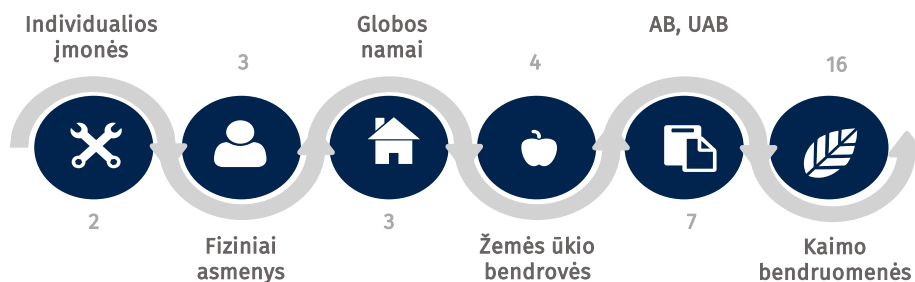 Individualios
įmonės
2
3
Fiziniai
asmenys
Globos
namai
3
4
Žemės ūkio
bendrovės
AB, UAB
7
16
Kaimo
bendruomenės